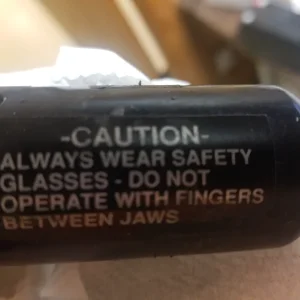 -CAUTION-
ALWAYS WEAR SAFETY
GLASSES - DO NOT
OPERATE WITH FINGERS
BETWEEN JAWS